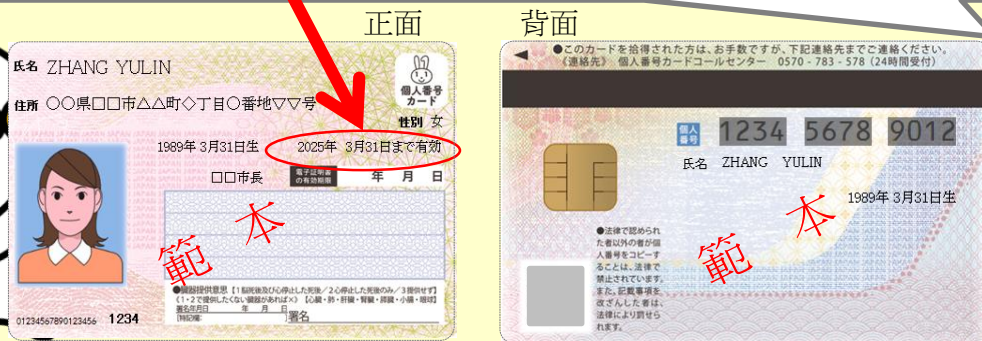 正面
背面
氏名 ZHANG YULIN
個人番号
カード
住所 〇〇県□□市△△町◇丁目〇番地▽▽号
性別 女
1989年 3月31日生
2025年 3月31日まで有効
□□市長
電子証明書
の有効期限
年 月 日
範本
●臓器提供意思【1脳死後及び心停止した死後／2心停止した死後のみ／3提供せず】
《1・2で提供したくない臓器があれば×》【心臓・肺・肝臓・腎臓・膵臓・小腸・眼球】
署名年月日 年 月 日
[特記欄: ]署名
01234567890123456 1234
●このカードを拾得された方は、お手数ですが、下記連絡先までご連絡ください。
《連絡先》 個人番号カードコールセンター 0570-783-578（24時間受付）
個人
番号
1234 5678 9012
氏名 ZHANG YULIN
1989年 3月31日生
範本
●法律で認められ
た者以外の者が個
人番号をコピーす
ることは、法律で
禁止されています。
また、記載事項を
改ざんした者は、
法律により罰せら
れます。